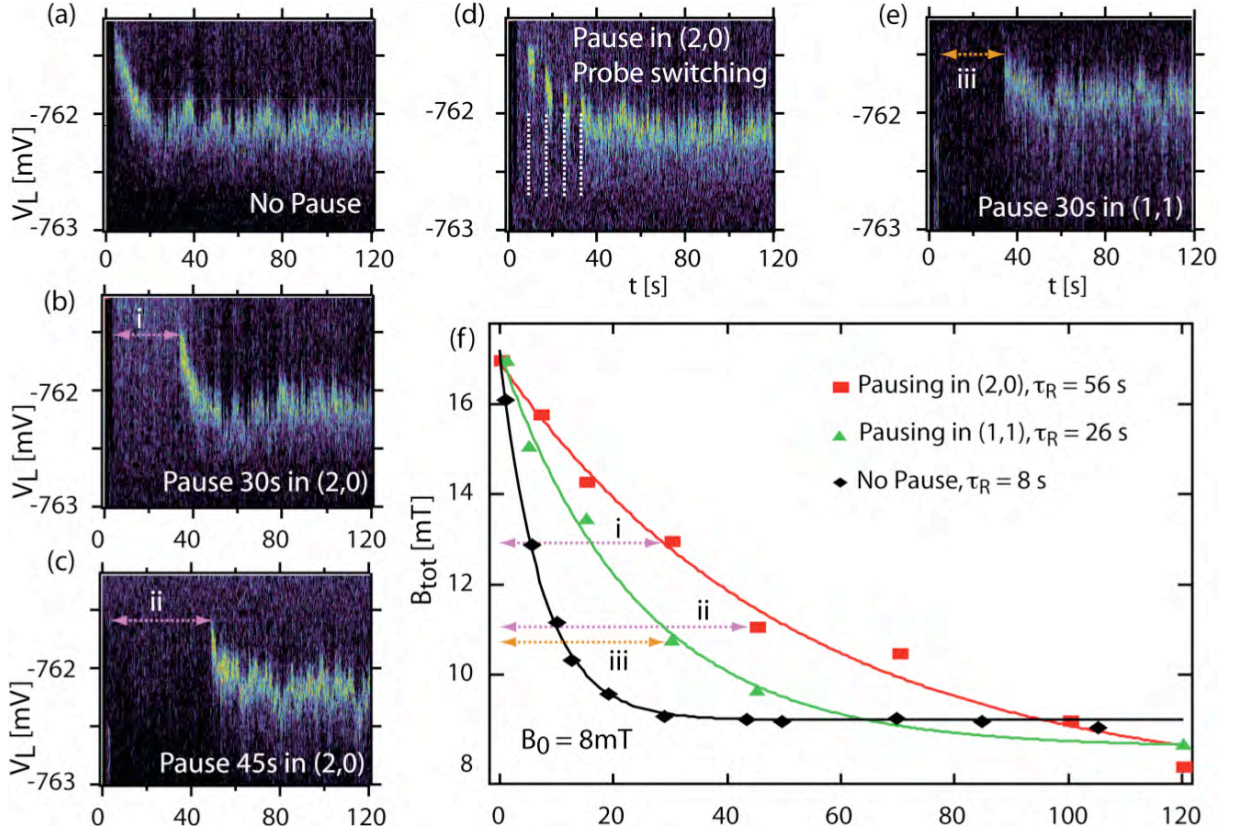 (a)
V_L [mV]
-762
-763
No Pause
0 40 80 120
(b)
i
V_L [mV]
-762
-763
Pause 30s in (2,0)
0 40 80 120
(c)
ii
V_L [mV]
-762
-763
Pause 45s in (2,0)
0 40 80 120
(d)
Pause in (2,0)
Probe switching
-762
-763
0 40 80 120
t [s]
(e)
iii
-762
-763
Pause 30s in (1,1)
0 40 80 120
t [s]
(f)
B_tot [mT]
16
14
12
10
8
Pausing in (2,0), τ_R = 56 s
Pausing in (1,1), τ_R = 26 s
No Pause, τ_R = 8 s
i
ii
iii
B_0 = 8mT
0 20 40 60 80 100 120